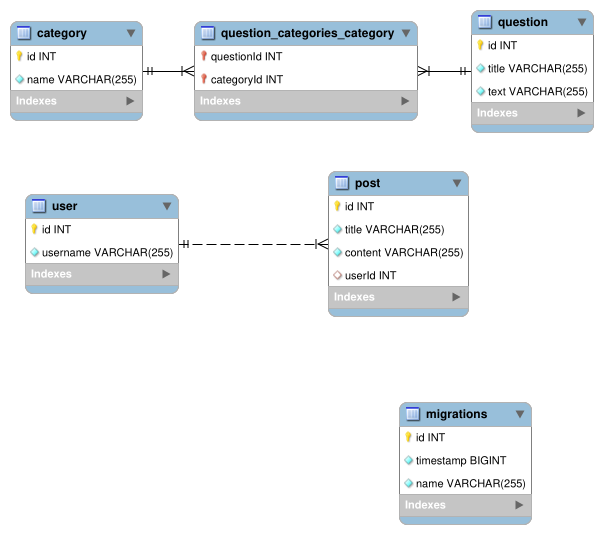 category
id INT
name VARCHAR(255)
Indexes
question_categories_category
questionId INT
categoryId INT
Indexes
question
id INT
title VARCHAR(255)
text VARCHAR(255)
Indexes
user
id INT
username VARCHAR(255)
Indexes
post
id INT
title VARCHAR(255)
content VARCHAR(255)
userId INT
Indexes
migrations
id INT
timestamp BIGINT
name VARCHAR(255)
Indexes